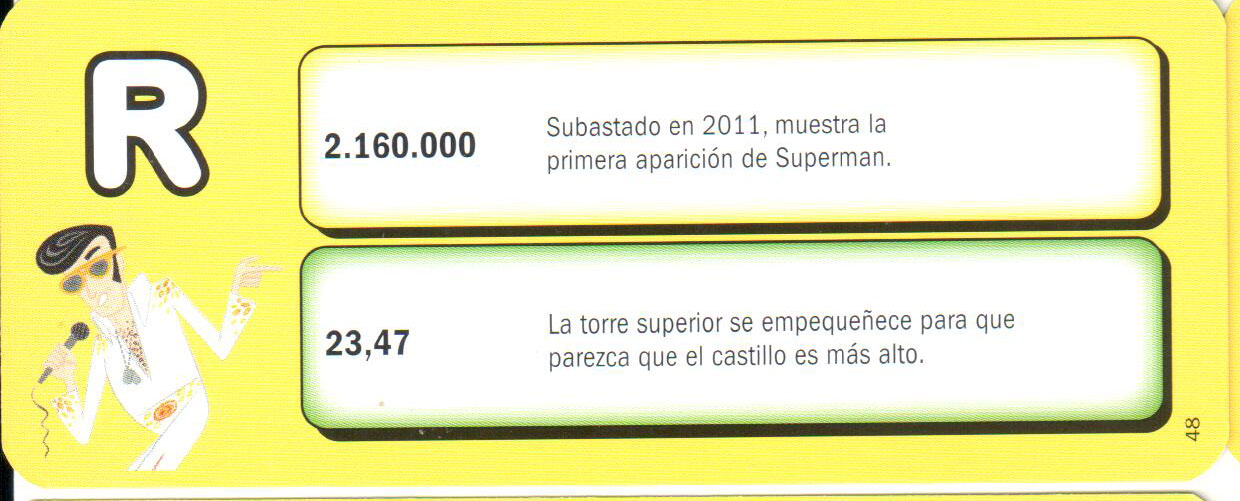 R
2.160.000
Subastado en 2011, muestra la
primera aparición de Superman.
23,47
La torre superior se empequeñece para que
parezca que el castillo es más alto.
48